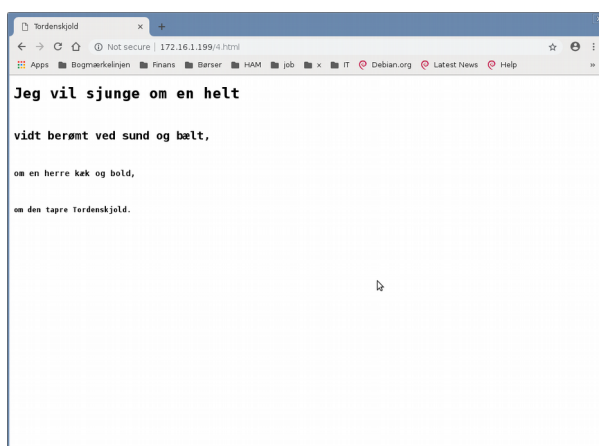 Tordenskjold
Not secure | 172.16.1.199/4.html
Apps Bogmærkelinjen Finans Børser HAM job x IT Debian.org Latest News Help »
Jeg vil sjunge om en helt
vidt berømt ved sund og bælt,
om en herre kæk og bold,
om den tapre Tordenskjold.